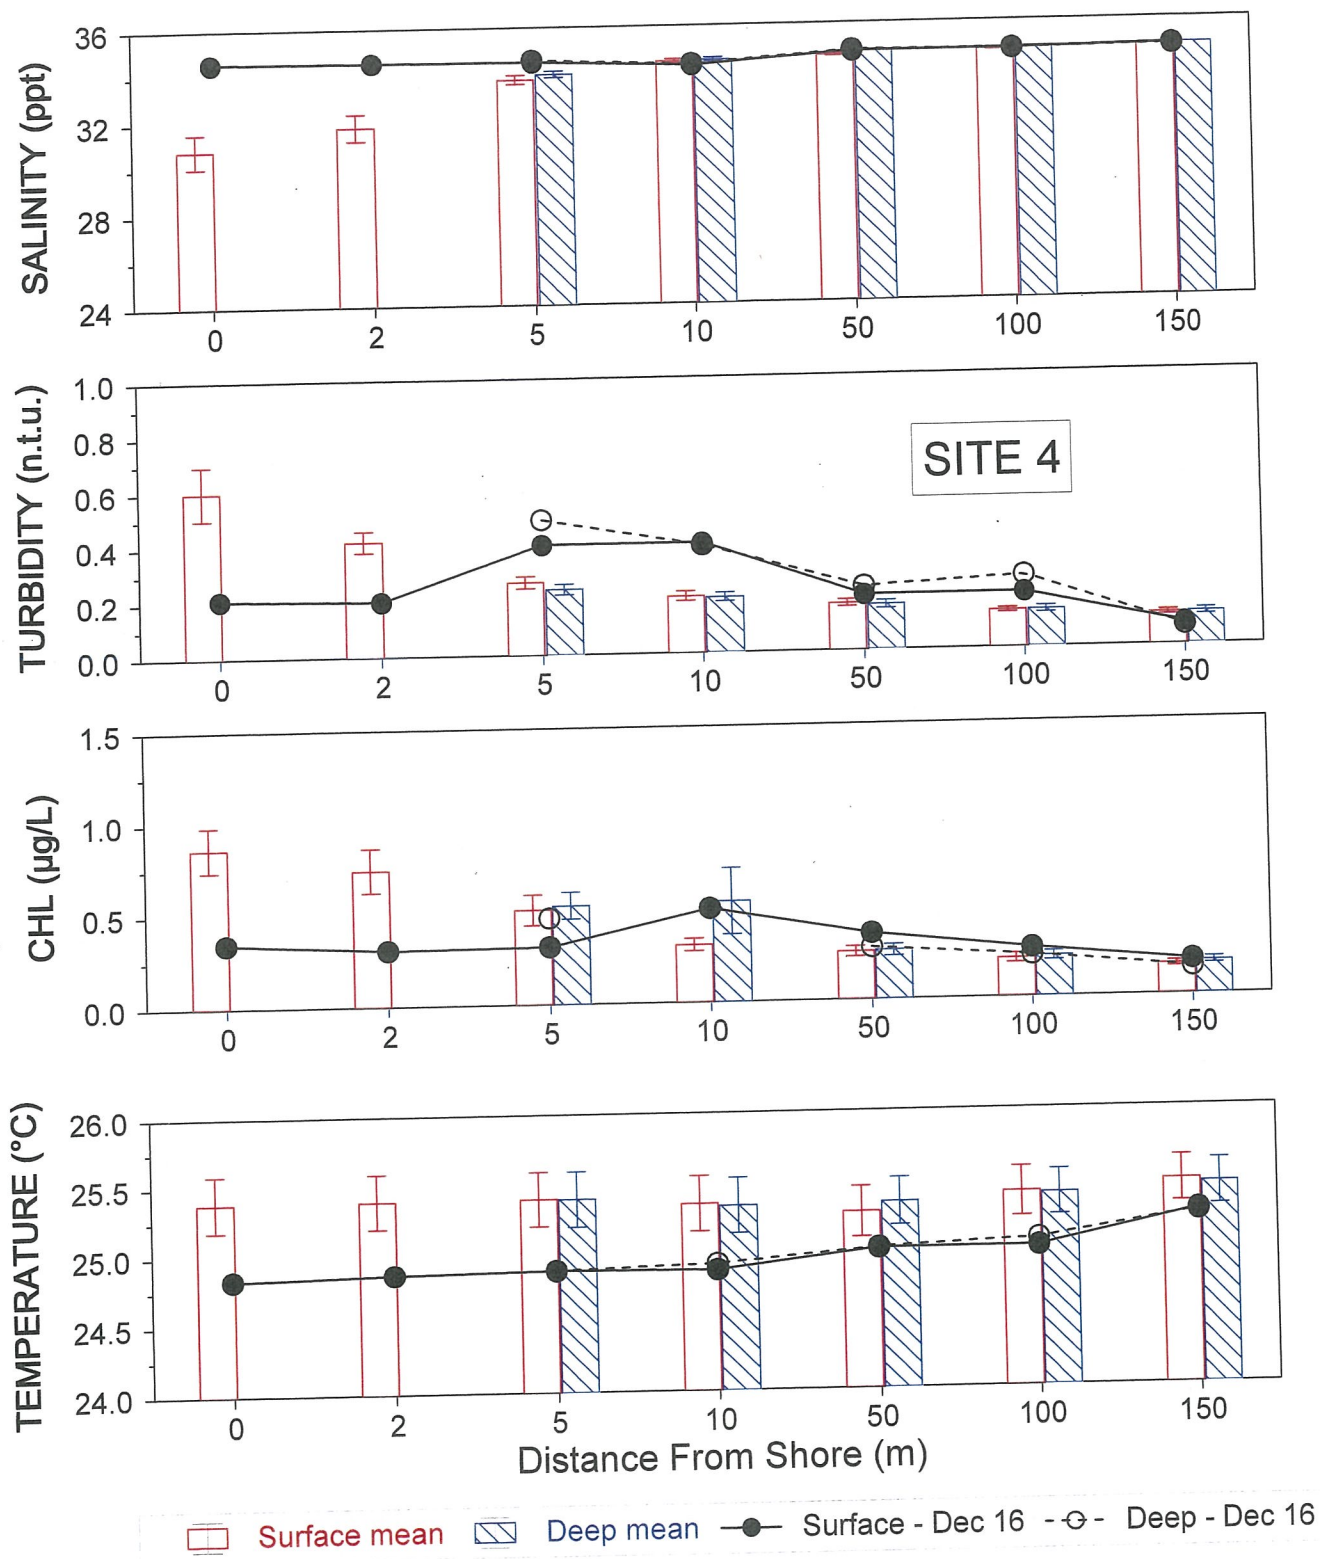 SALINITY (ppt)
36
32
28
24
0 2 5 10 50 100 150
TURBIDITY (n.t.u.)
1.0
0.8
0.6
0.4
0.2
0.0
SITE 4
0 2 5 10 50 100 150
CHL (µg/L)
1.5
1.0
0.5
0.0
0 2 5 10 50 100 150
TEMPERATURE (°C)
26.0
25.5
25.0
24.5
24.0
0 2 5 10 50 100 150
Distance From Shore (m)
Surface mean Deep mean Surface - Dec 16 Deep - Dec 16